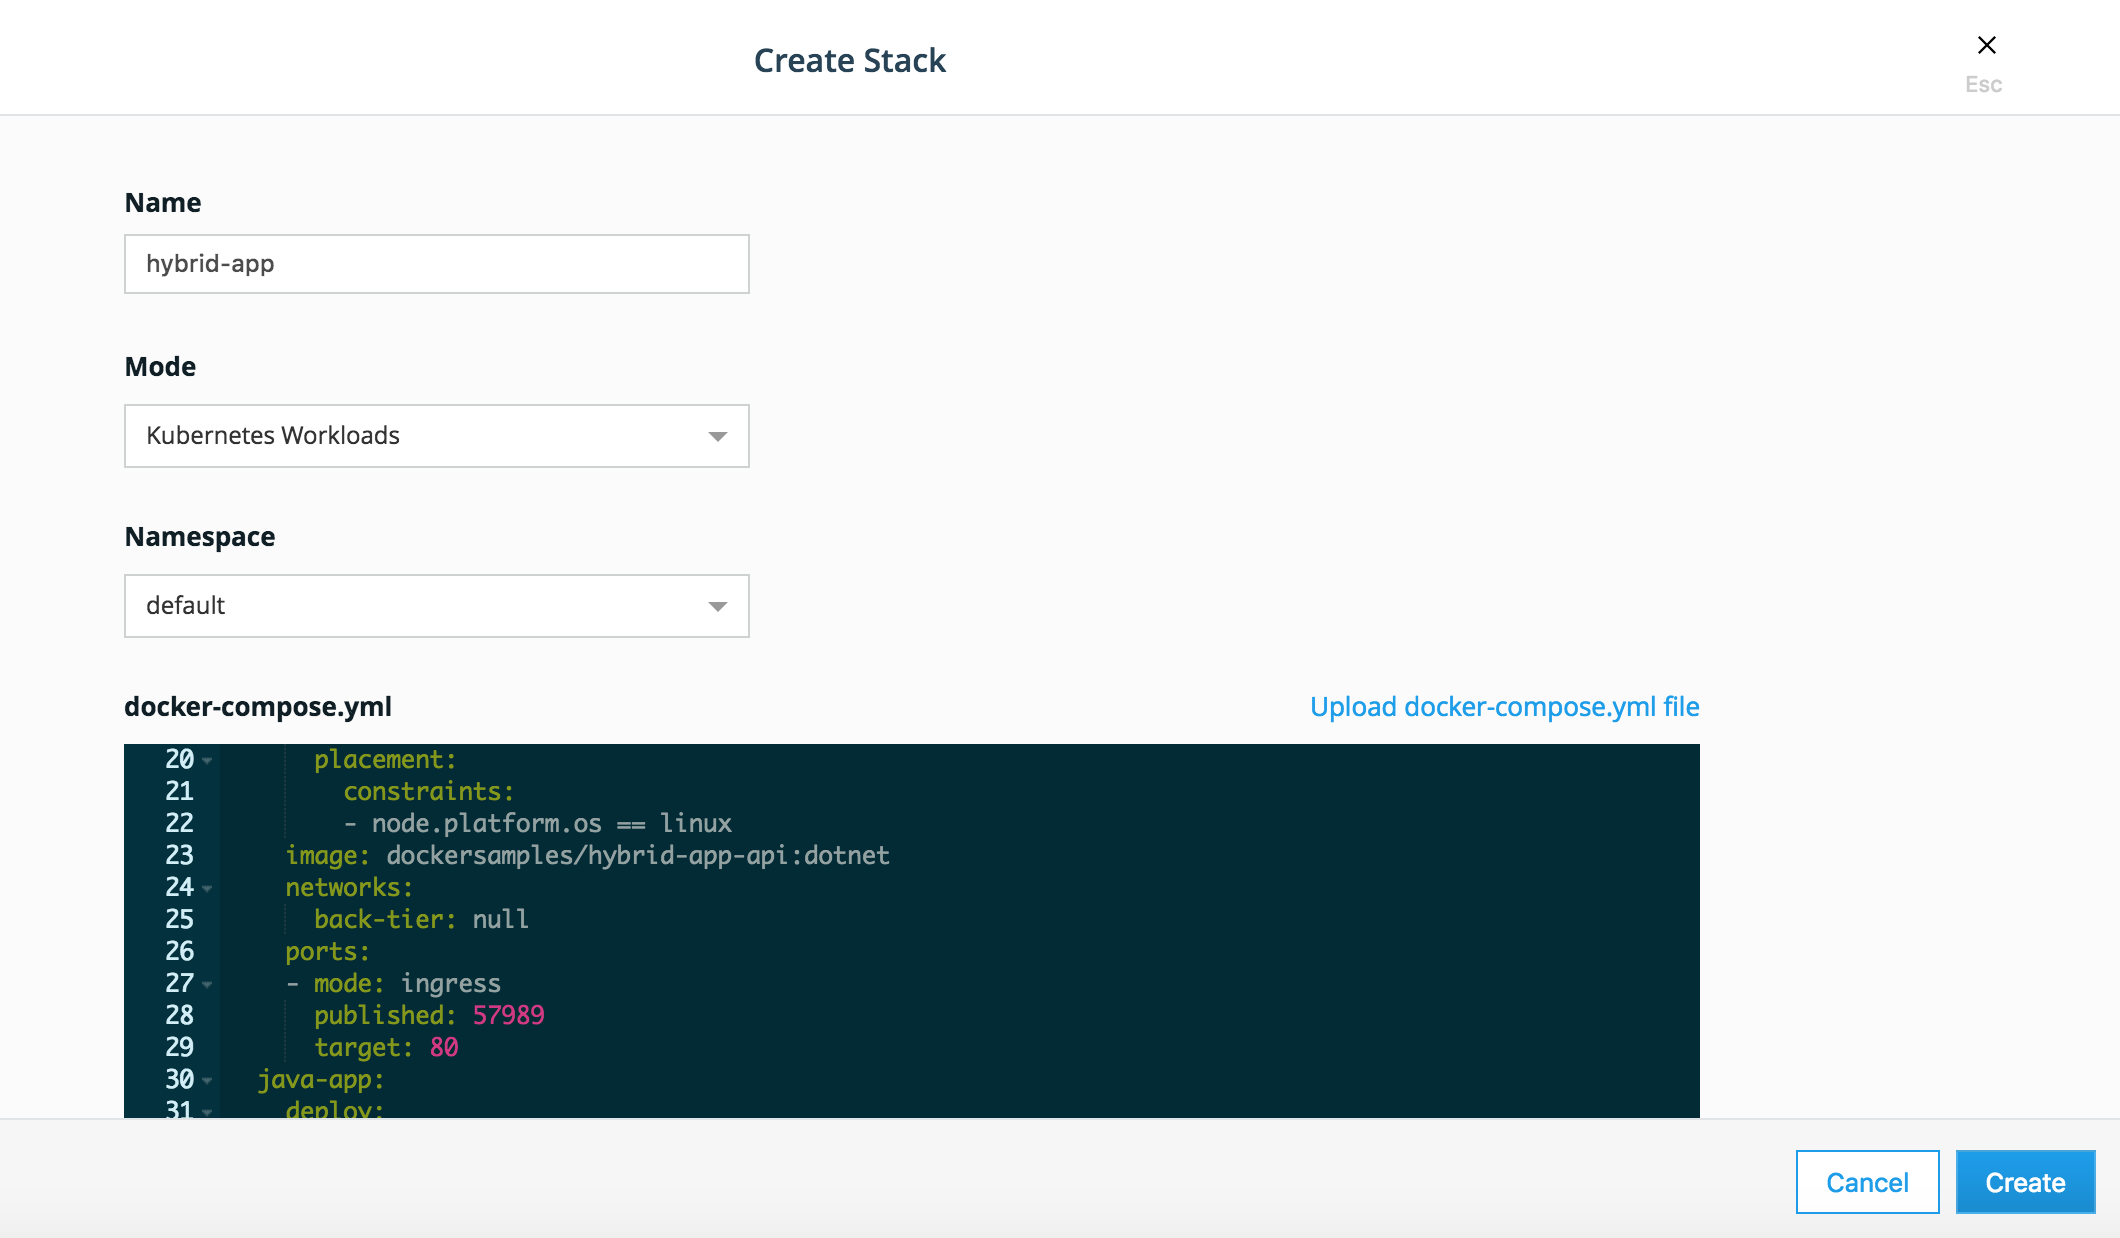 Create Stack
Esc
Name
hybrid-app
Mode
Kubernetes Workloads
Namespace
default
docker-compose.yml
Upload docker-compose.yml file
20 placement:
21 constraints:
22 - node.platform.os == linux
23 image: dockersamples/hybrid-app-api:dotnet
24 networks:
25 back-tier: null
26 ports:
27 - mode: ingress
28 published: 57989
29 target: 80
30 java-app:
31 deploy:
Cancel
Create